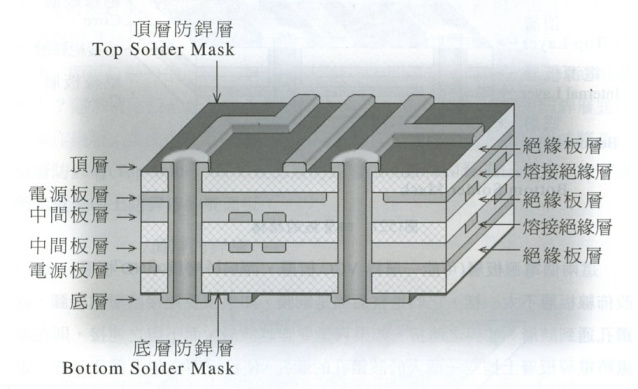 頂層防銲層
Top Solder Mask
頂層
電源板層
中間板層
中間板層
電源板層
底層
絕緣板層
熔接絕緣層
絕緣板層
熔接絕緣層
絕緣板層
底層防銲層
Bottom Solder Mask